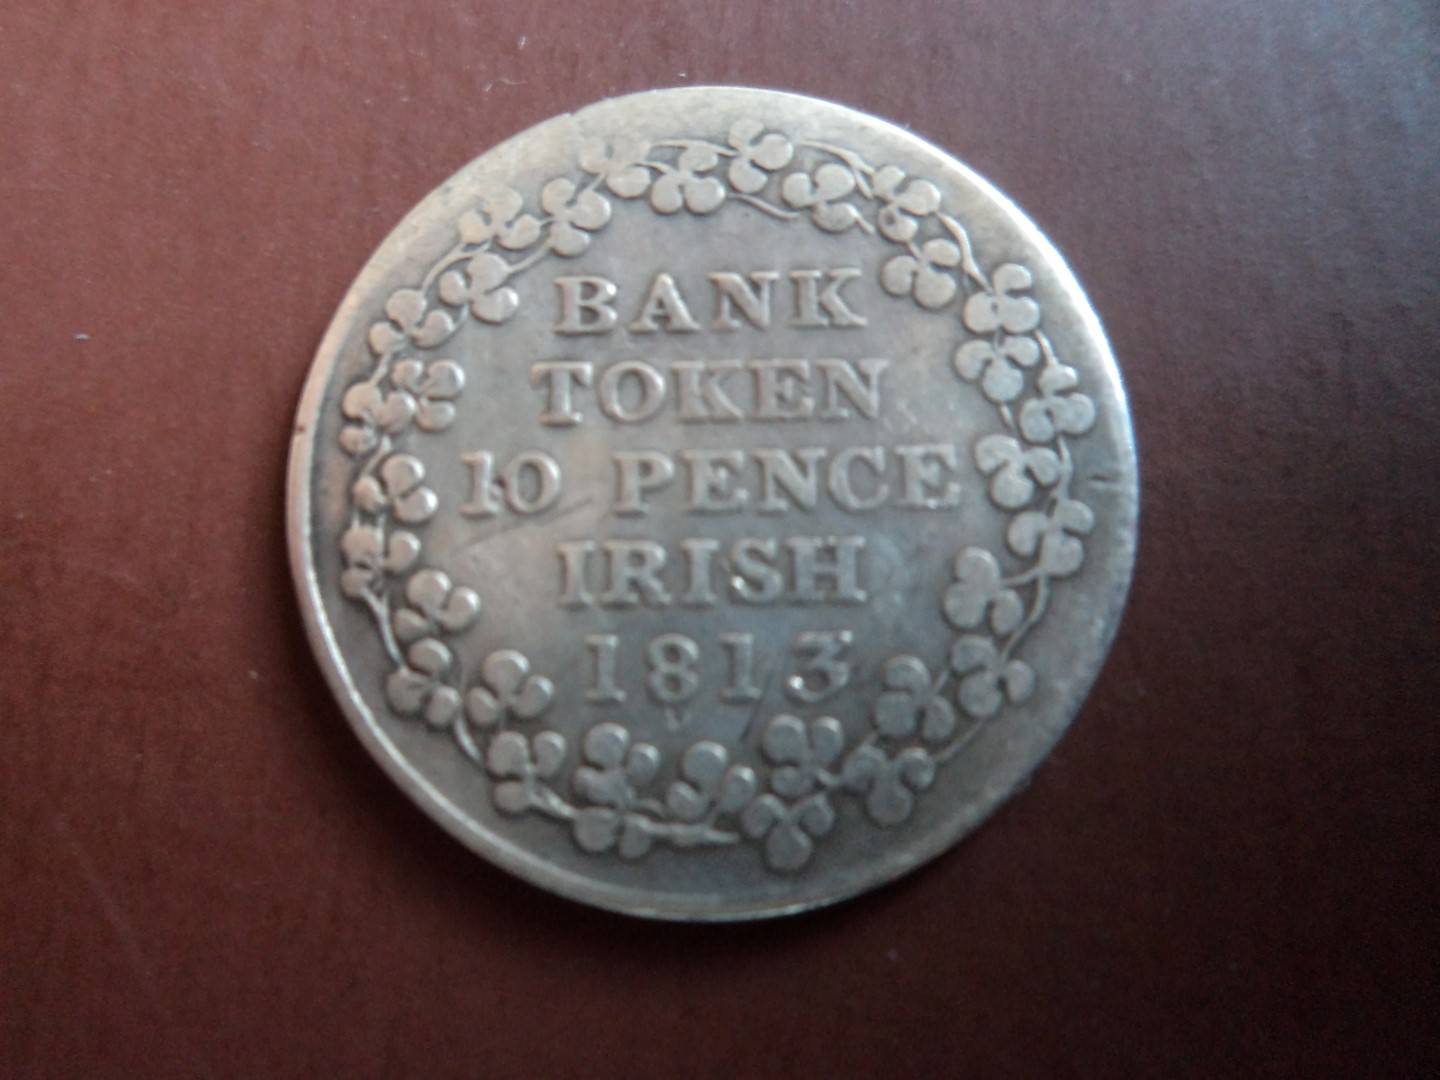 BANK
TOKEN
10 PENCE
IRISH
1813